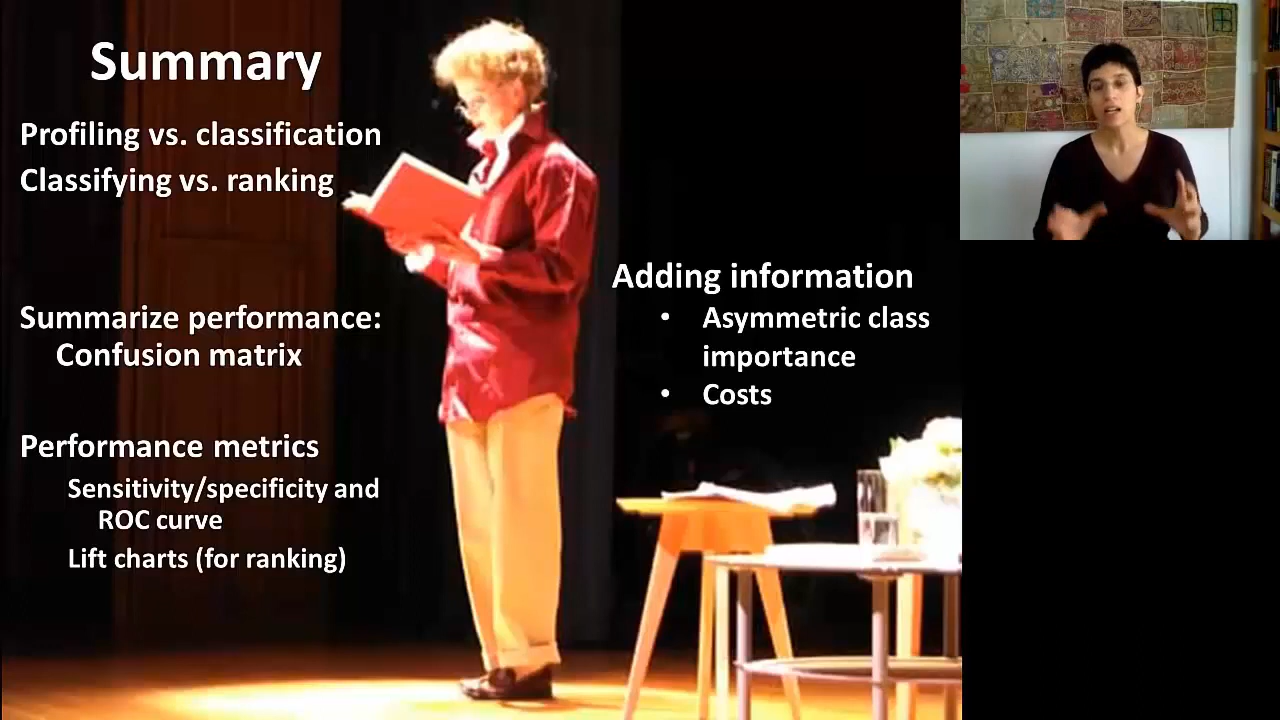 Summary
Profiling vs. classification
Classifying vs. ranking
Summarize performance:
Confusion matrix
Performance metrics
Sensitivity/specificity and
ROC curve
Lift charts (for ranking)
Adding information
• Asymmetric class
importance
• Costs